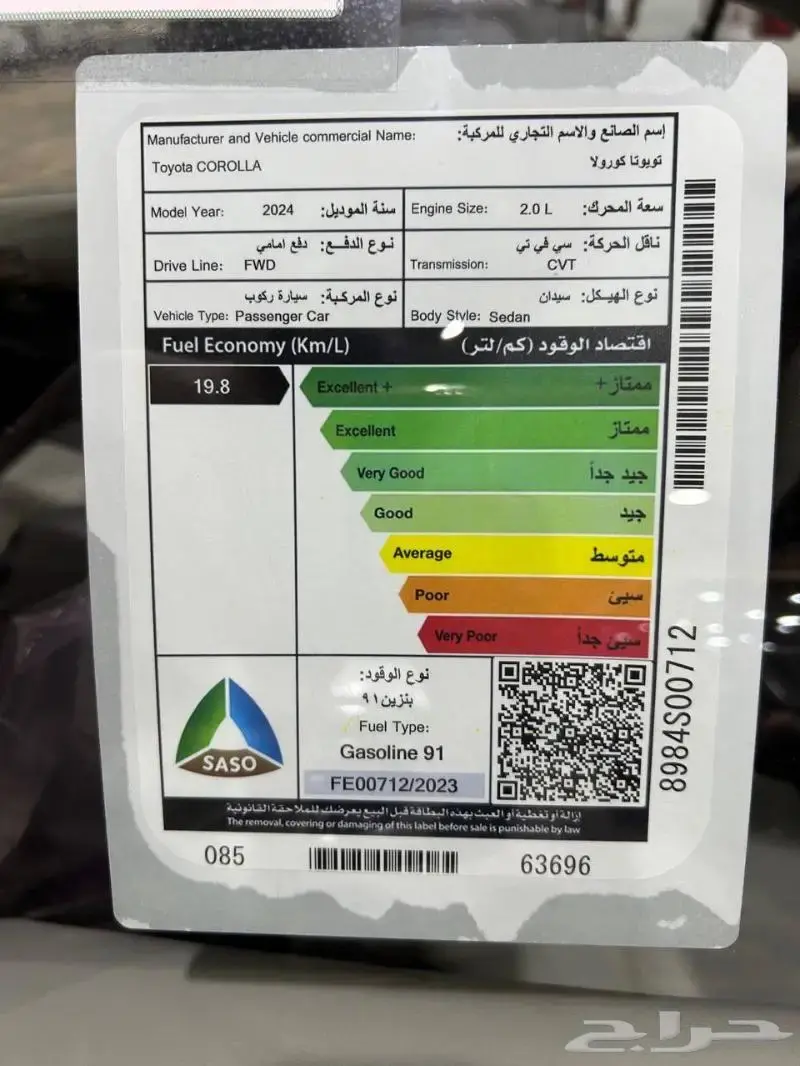 Manufacturer and Vehicle commercial Name: إسم الصانع والاسم التجاري للمركبة:
Toyota COROLLA توبوتا كورولا
Model Year: 2024 سنة الموديل: Engine Size: 2.0 L سعة المحرك:
نوع الدفـع: دفع امامي ناقل الحركة: سي في تي
Drive Line: FWD Transmission: CVT
نوع المركبة: سيارة ركوب نوع الهيكل: سيدان
Vehicle Type: Passenger Car Body Style: Sedan
Fuel Economy (Km/L) اقتصاد الوقود (كم/لتر)
19.8 Excellent + ممتاز +
Excellent ممتاز
Very Good جيد جداً
Good جيد
Average متوسط
Poor سيئ
Very Poor سيئ جداً
نوع الوقود:
بنزين ٩١
Fuel Type:
Gasoline 91
FE00712/2023
SASO
إزالة أو تغطية أو العبث بهذه البطاقة قبل البيع يعرضك للملاحقة القانونية
The removal, covering or damaging of this label before sale is punishable by law
085 63696
8984S00712
حراج